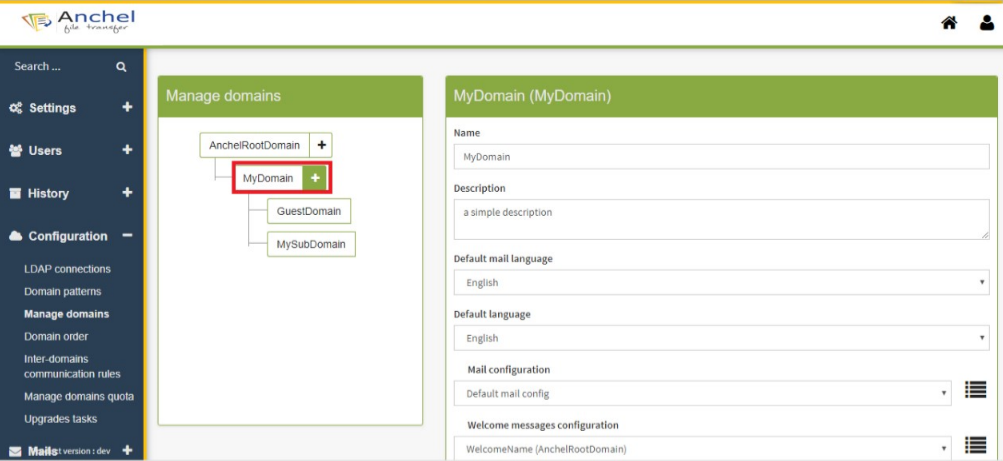 Anchel
file transfer
Search ...
Settings
Users
History
Configuration
LDAP connections
Domain patterns
Manage domains
Domain order
Inter-domains
communication rules
Manage domains quota
Upgrades tasks
Mails
t version : dev
Manage domains
AnchelRootDomain
MyDomain
GuestDomain
MySubDomain
MyDomain (MyDomain)
Name
MyDomain
Description
a simple description
Default mail language
English
Default language
English
Mail configuration
Default mail config
Welcome messages configuration
WelcomeName (AnchelRootDomain)